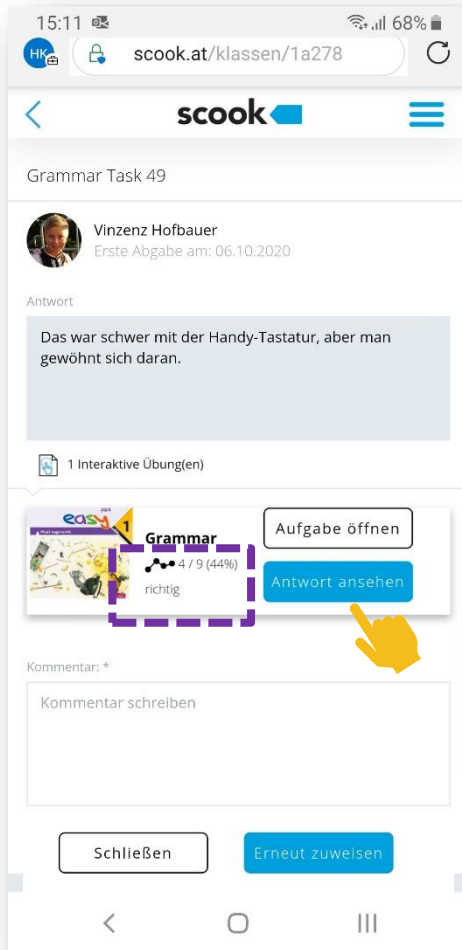 15:11 68%
HK scook.at/klassen/1a278
scook
Grammar Task 49
Vinzenz Hofbauer
Erste Abgabe am: 06.10.2020
Antwort
Das war schwer mit der Handy-Tastatur, aber man
gewöhnt sich daran.
1 Interaktive Übung(en)
easy 1
Grammar
4 / 9 (44%)
richtig
Aufgabe öffnen
Antwort ansehen
Kommentar: *
Kommentar schreiben
Schließen
Erneut zuweisen